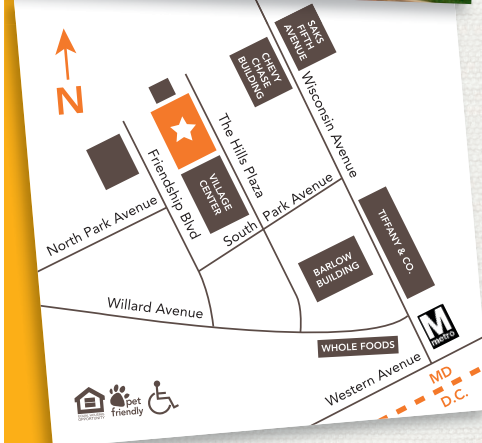 SAKS
FIFTH
AVENUE
CHEVY
CHASE
BUILDING
Wisconsin Avenue
N
The Hills Plaza
Friendship Blvd
VILLAGE
CENTER
North Park Avenue
South Park Avenue
TIFFANY & CO.
BARLOW
BUILDING
Willard Avenue
WHOLE FOODS
M
metro
Western Avenue
MD
D.C.
pet
friendly